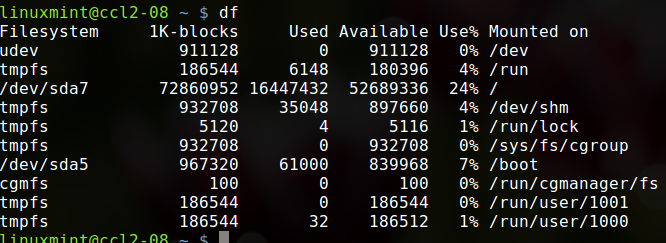 linuxmint@ccl2-08 ~ $ df
Filesystem     1K-blocks     Used Available Use% Mounted on
udev              911128        0    911128   0% /dev
tmpfs             186544     6148    180396   4% /run
/dev/sda7       72860952 16447432  52689336  24% /
tmpfs             932708    35048    897660   4% /dev/shm
tmpfs               5120        4      5116   1% /run/lock
tmpfs             932708        0    932708   0% /sys/fs/cgroup
/dev/sda5         967320    61000    839968   7% /boot
cgmfs                100        0       100   0% /run/cgmanager/fs
tmpfs             186544        0    186544   0% /run/user/1001
tmpfs             186544       32    186512   1% /run/user/1000
linuxmint@ccl2-08 ~ $